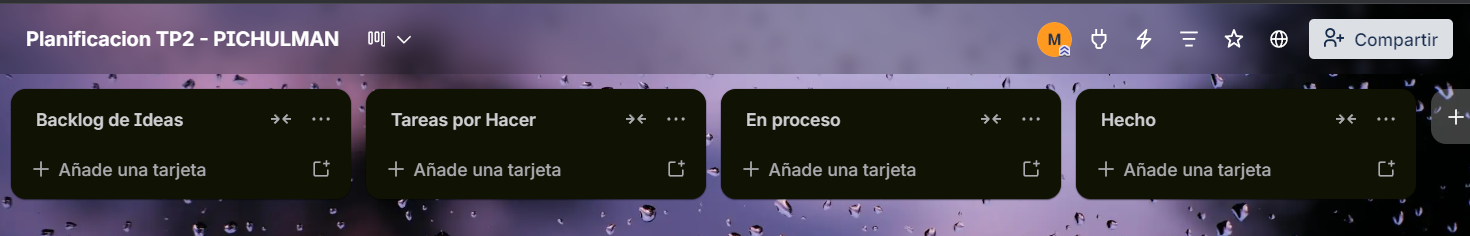 Planificacion TP2 - PICHULMAN
M
Compartir
Backlog de Ideas
Tareas por Hacer
En proceso
Hecho
Añade una tarjeta
Añade una tarjeta
Añade una tarjeta
Añade una tarjeta